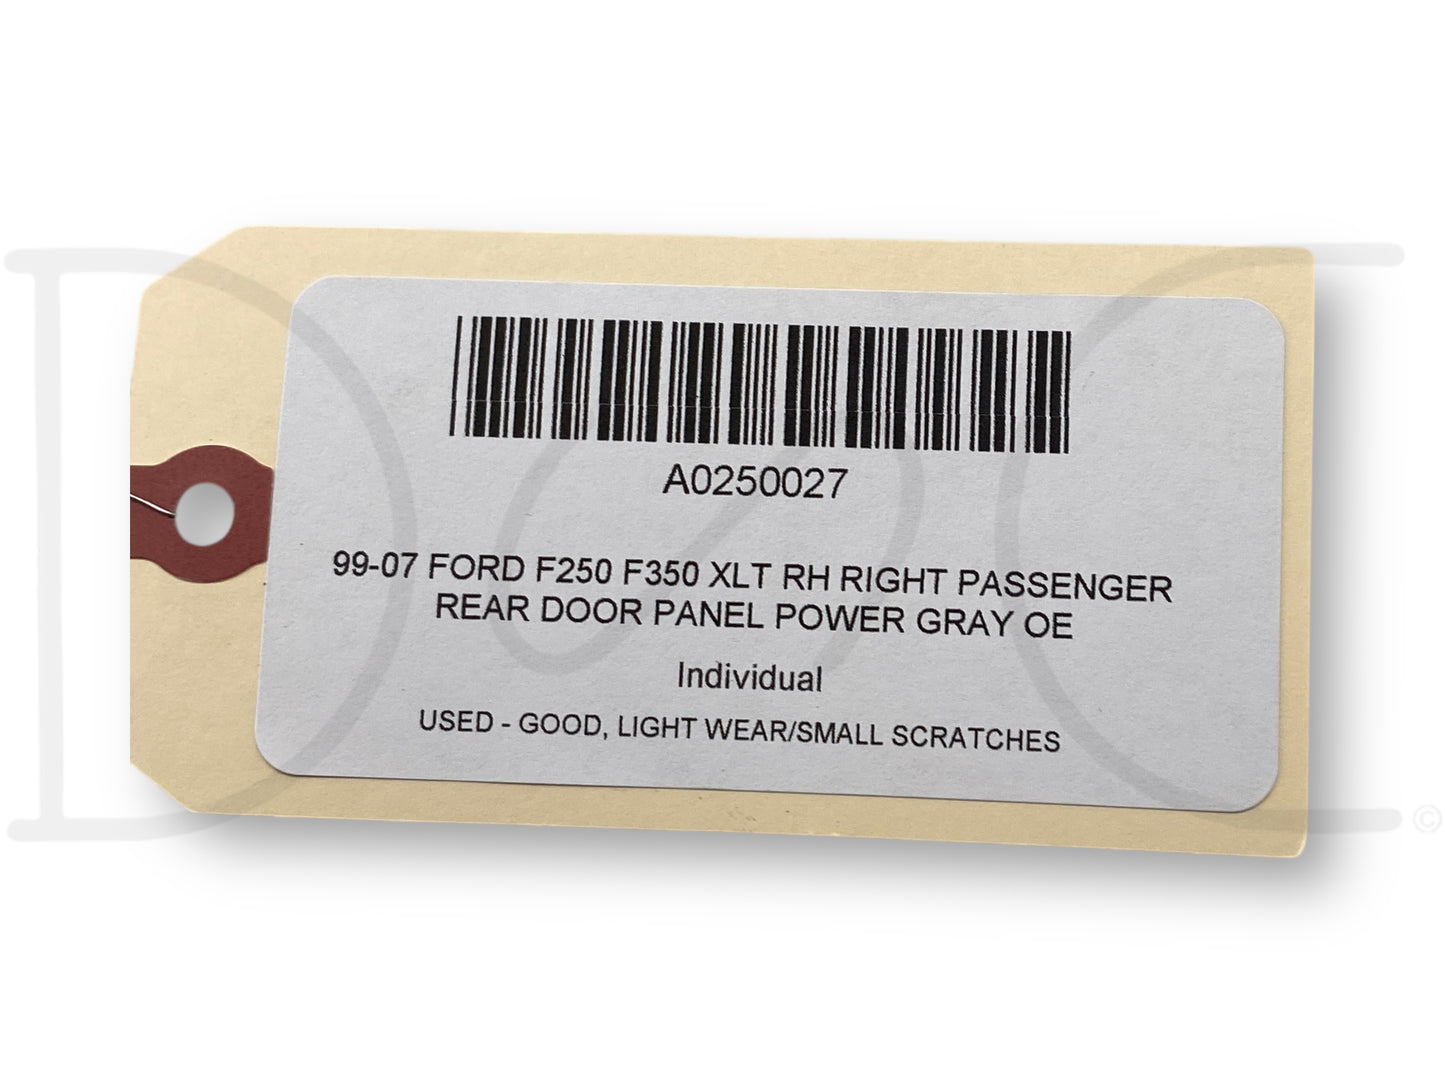 A0250027
99-07 FORD F250 F350 XLT RH RIGHT PASSENGER
REAR DOOR PANEL POWER GRAY OE
Individual
USED - GOOD, LIGHT WEAR/SMALL SCRATCHES
©